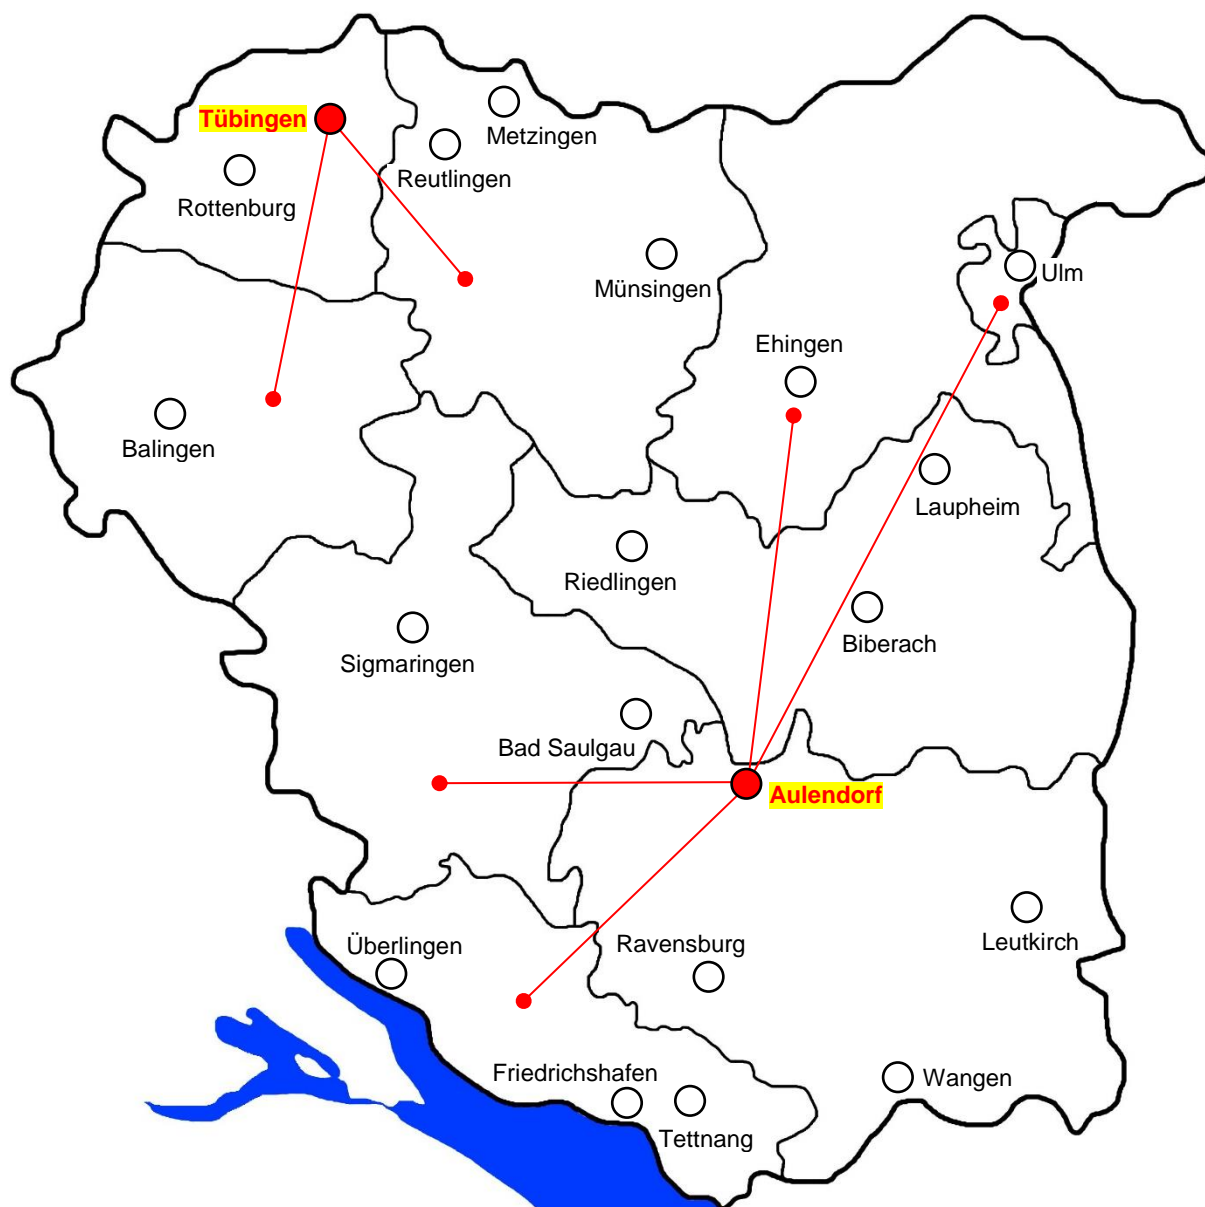 Tübingen
Metzingen
Reutlingen
Rottenburg
Münsingen
Ulm
Ehingen
Balingen
Laupheim
Riedlingen
Biberach
Sigmaringen
Bad Saulgau
Aulendorf
Überlingen
Ravensburg
Leutkirch
Friedrichshafen
Wangen
Tettnang